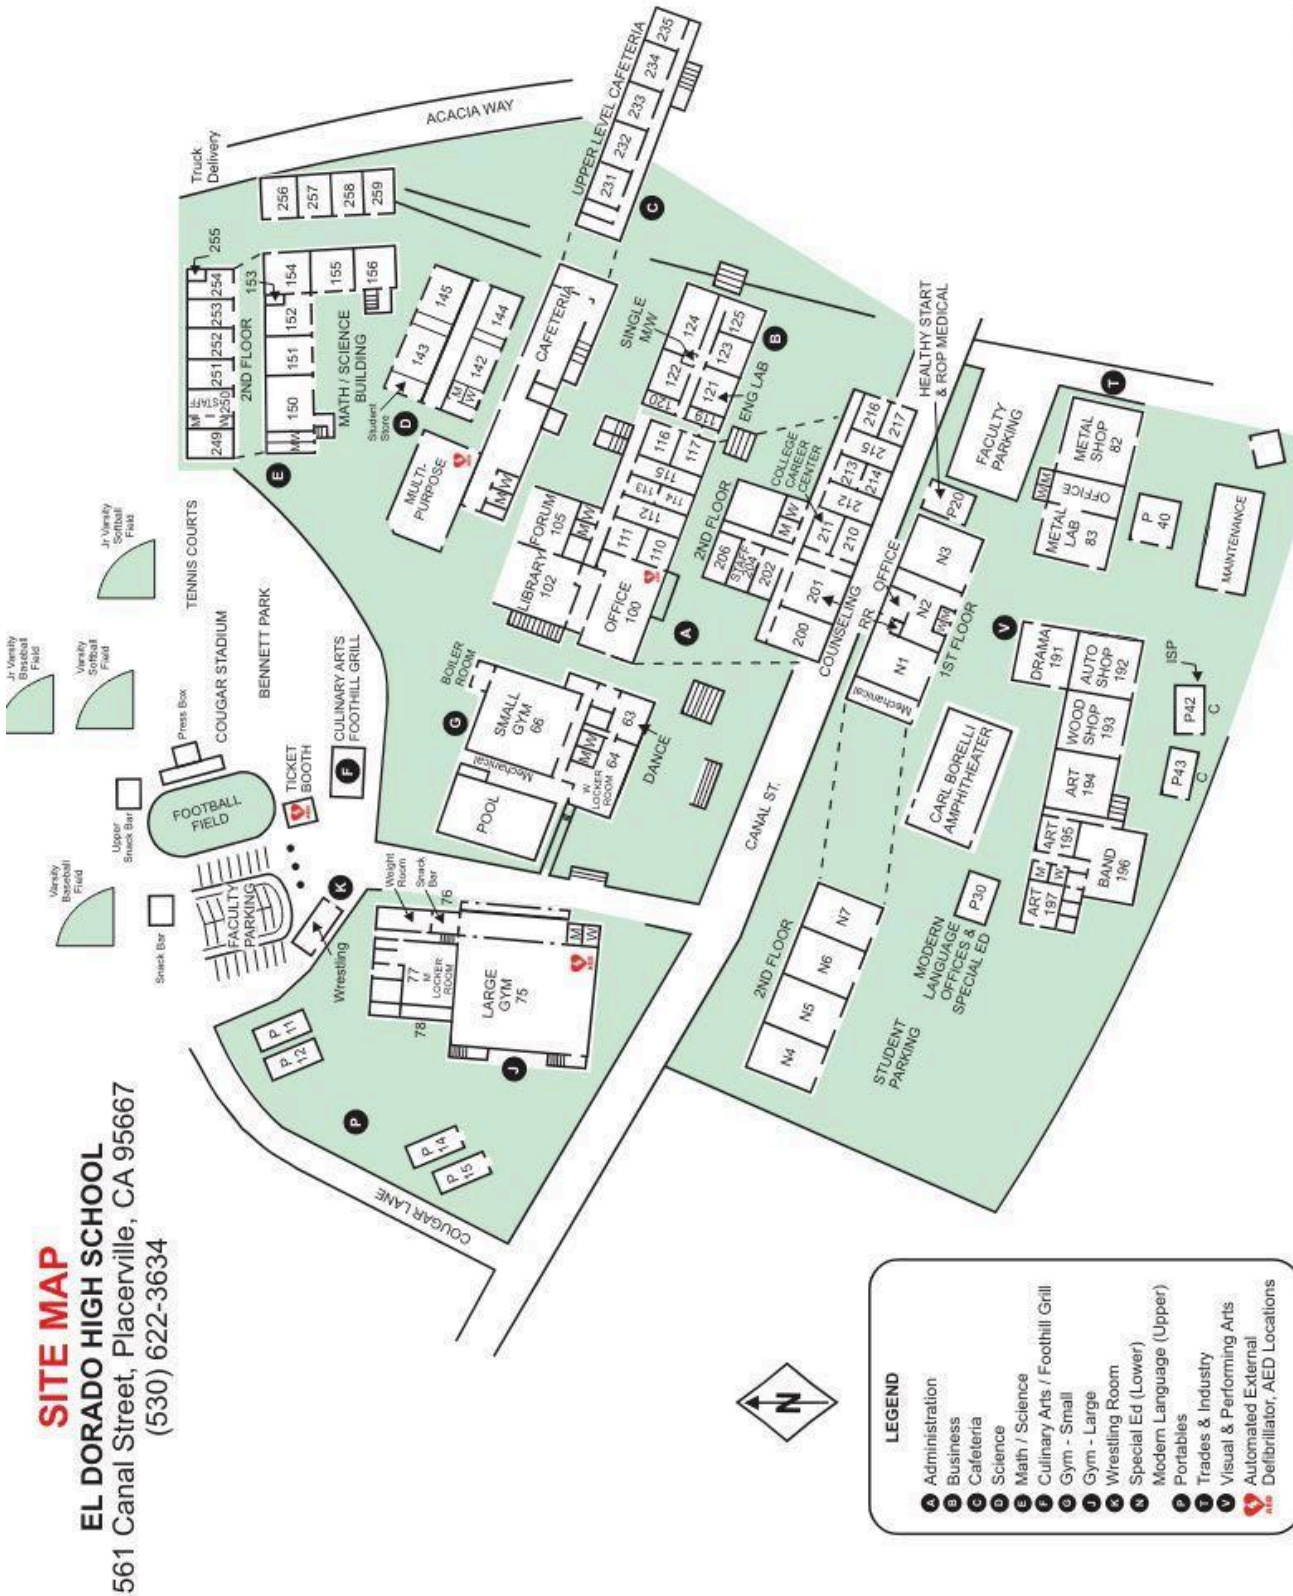 SITE MAP
EL DORADO HIGH SCHOOL
561 Canal Street, Placerville, CA 95667
(530) 622-3634
Varsity
Baseball
Field
Jr Varsity
Baseball
Field
Varsity
Softball
Field
Jr Varsity
Softball
Field
Snack Bar
Upper
Snack Bar
Press Box
FOOTBALL
FIELD
COUGAR STADIUM
TENNIS COURTS
BENNETT PARK
FACULTY
PARKING
TICKET
BOOTH
AED
F
CULINARY ARTS
FOOTHILL GRILL
K
Wrestling
Truck
Delivery
ACACIA WAY
249
M
W
STAFF
250
251
252
253
254
255
2ND FLOOR
E
M
W
150
151
152
153
154
155
156
MATH / SCIENCE
BUILDING
256
257
258
259
Student
Store
D
143
145
M
W
142
144
MULTI-
PURPOSE
AED
CAFETERIA
M
W
UPPER LEVEL CAFETERIA
231
232
233
234
235
C
P
11
P
12
P
P
14
P
15
COUGAR LANE
Weight
Room
Snack
Bar
76
77
M
LOCKER
ROOM
78
LARGE
GYM
75
M
W
AED
J
BOILER
ROOM
G
SMALL
GYM
66
Mechanical
POOL
M
W
W
LOCKER
ROOM
64
63
DANCE
LIBRARY
102
FORUM
105
M
W
OFFICE
100
AED
110
111
112
113
114
115
116
117
A
SINGLE
M/W
119
120
121
122
123
124
125
ENG LAB
B
2ND FLOOR
206
STAFF
204
202
M
W
COLLEGE
CAREER
CENTER
200
201
210
211
212
213
214
215
216
217
COUNSELING
CANAL ST.
RR
OFFICE
HEALTHY START
& ROP MEDICAL
Mechanical
N1
N2
W
M
N3
P20
1ST FLOOR
2ND FLOOR
N4
N5
N6
N7
FACULTY
PARKING
T
METAL
LAB
83
W
M
OFFICE
METAL
SHOP
82
P
40
MAINTENANCE
CARL BORELLI
AMPHITHEATER
V
DRAMA
191
AUTO
SHOP
192
WOOD
SHOP
193
ART
194
ART
195
M
W
ART
197
BAND
196
MODERN
LANGUAGE
OFFICES &
SPECIAL ED
P30
STUDENT
PARKING
ISP
P42
C
P43
C
N
LEGEND
A Administration
B Business
C Cafeteria
D Science
E Math / Science
F Culinary Arts / Foothill Grill
G Gym - Small
J Gym - Large
K Wrestling Room
N Special Ed (Lower)
Modern Language (Upper)
P Portables
T Trades & Industry
V Visual & Performing Arts
AED Automated External
Defibrillator, AED Locations